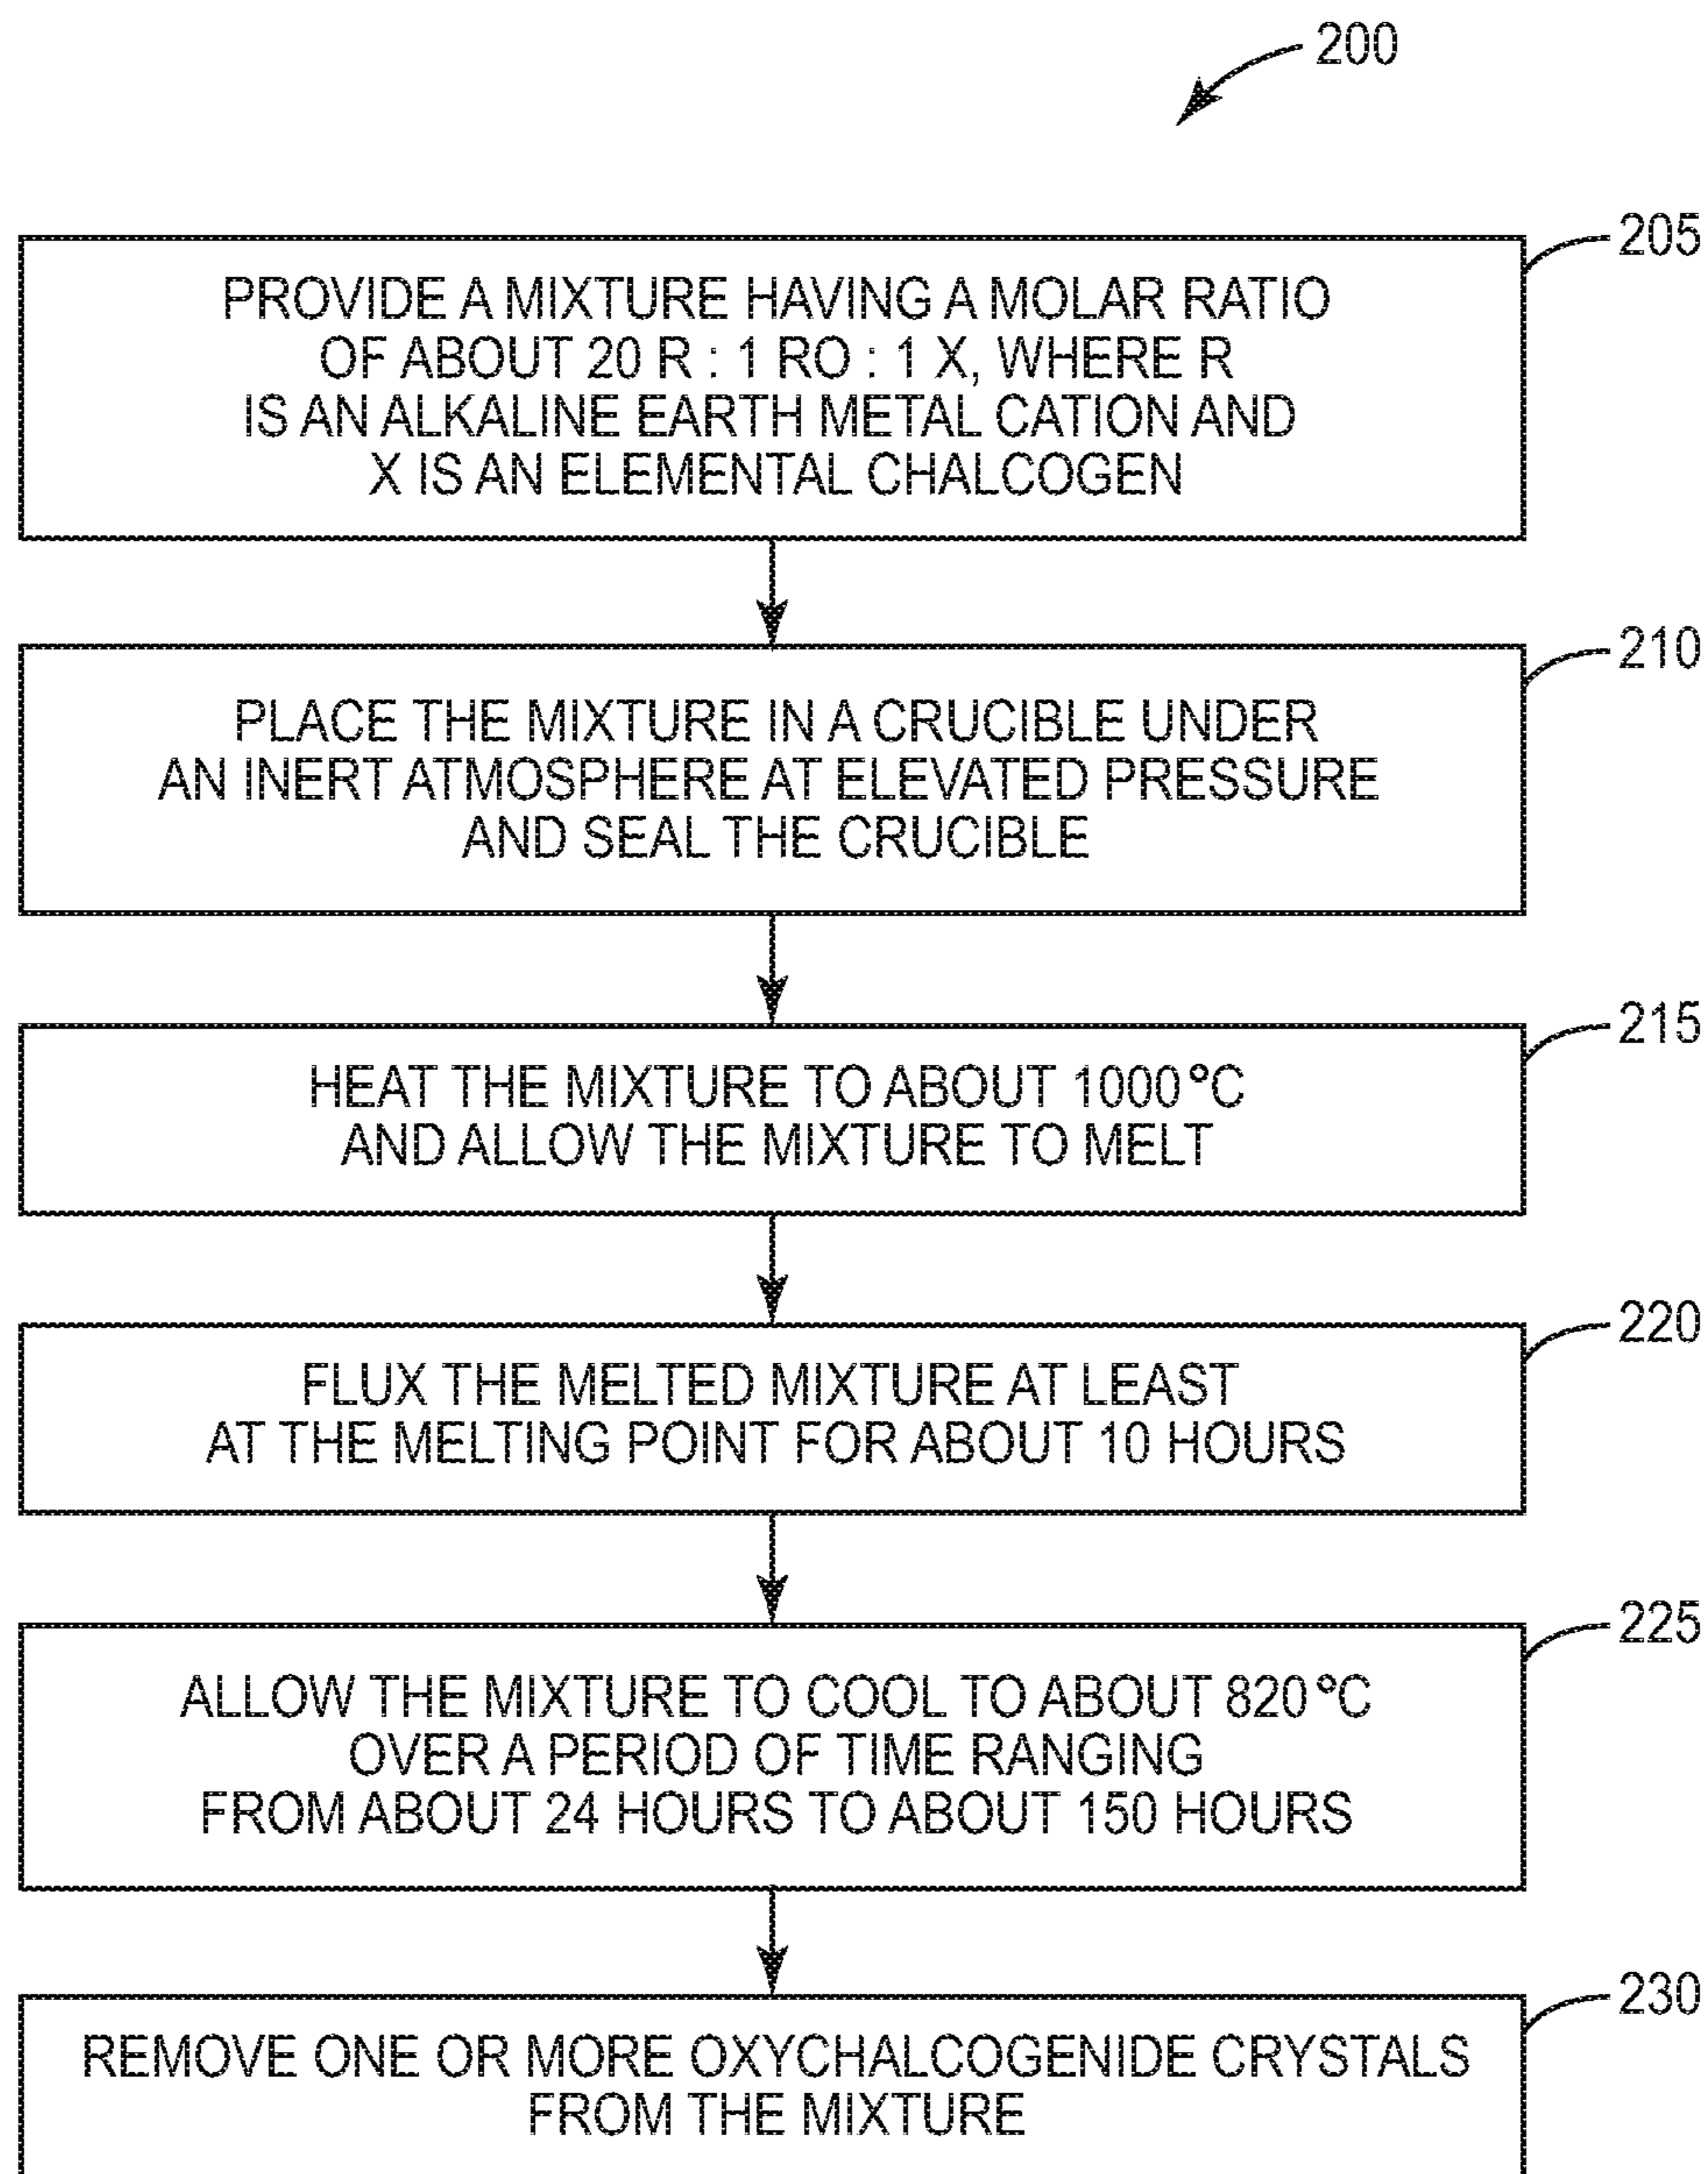 200
205
PROVIDE A MIXTURE HAVING A MOLAR RATIO
OF ABOUT 20 R : 1 RO : 1 X, WHERE R
IS AN ALKALINE EARTH METAL CATION AND
X IS AN ELEMENTAL CHALCOGEN
210
PLACE THE MIXTURE IN A CRUCIBLE UNDER
AN INERT ATMOSPHERE AT ELEVATED PRESSURE
AND SEAL THE CRUCIBLE
215
HEAT THE MIXTURE TO ABOUT 1000 °C
AND ALLOW THE MIXTURE TO MELT
220
FLUX THE MELTED MIXTURE AT LEAST
AT THE MELTING POINT FOR ABOUT 10 HOURS
225
ALLOW THE MIXTURE TO COOL TO ABOUT 820 °C
OVER A PERIOD OF TIME RANGING
FROM ABOUT 24 HOURS TO ABOUT 150 HOURS
230
REMOVE ONE OR MORE OXYCHALCOGENIDE CRYSTALS
FROM THE MIXTURE